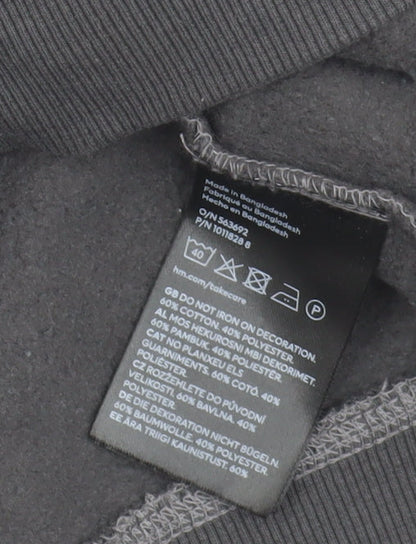 Made in Bangladesh
Fabriqué au Bangladesh
Hecho en Bangladesh
O/N 563692
P/N 1011828 8
40 P
hm.com/takecare
GB DO NOT IRON ON DECORATION.
60% COTTON. 40% POLYESTER
AL MOS HEKUROSNI MBI DEKORIMET.
60% PAMBUK. 40% POLIESTËR
CAT NO PLANXEU ELS
GUARNIMENTS. 60% COTÓ. 40%
POLIÈSTER.
CZ ROZŽEHLETE DO PŮVODNÍ
VELIKOSTI. 60% BAVLNA. 40%
POLYESTER
DE DIE DEKORATION NICHT BÜGELN.
60% BAUMWOLLE. 40% POLYESTER
EE ÄRA TRIIGI KAUNISTUST. 60%